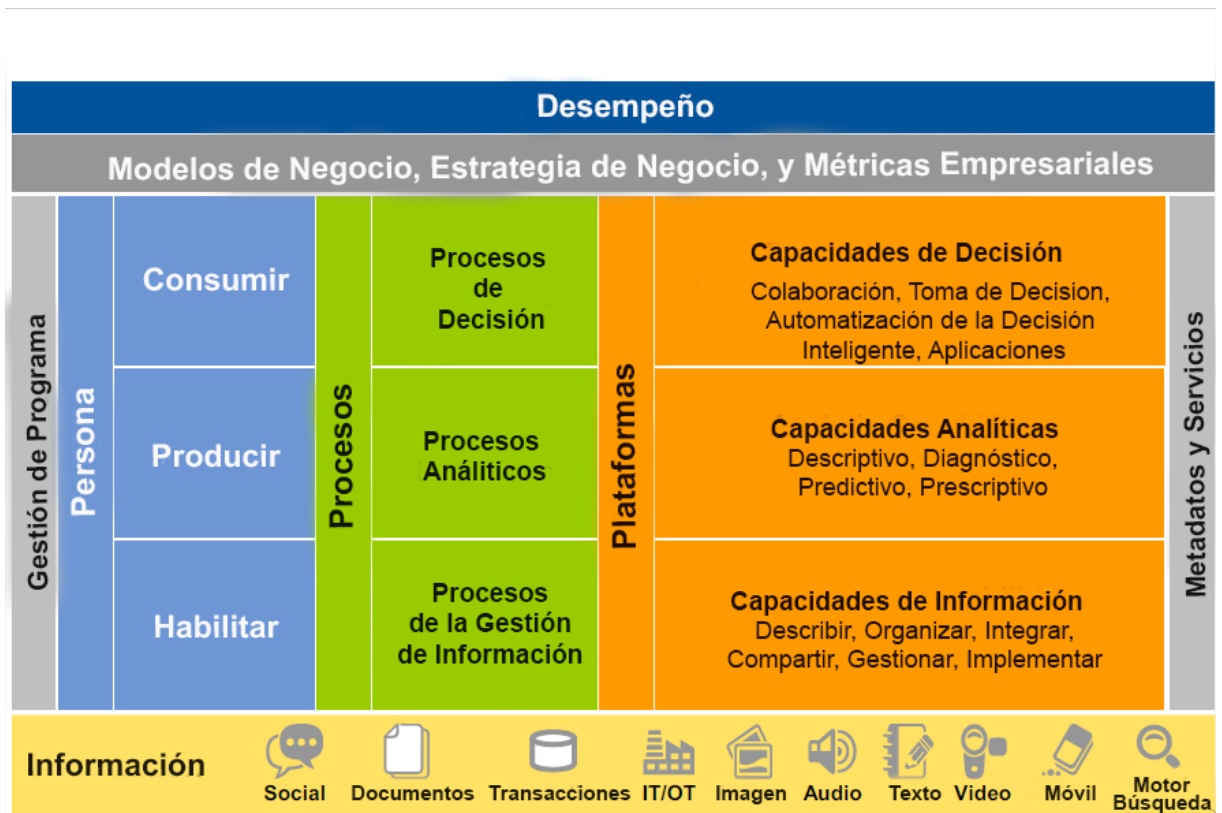 Desempeño
Modelos de Negocio, Estrategia de Negocio, y Métricas Empresariales
Gestión de Programa
Persona
Consumir
Producir
Habilitar
Procesos
Procesos
de
Decisión
Procesos
Análiticos
Procesos
de la Gestión
de Información
Plataformas
Capacidades de Decisión
Colaboración, Toma de Decision,
Automatización de la Decisión
Inteligente, Aplicaciones
Capacidades Analíticas
Descriptivo, Diagnóstico,
Predictivo, Prescriptivo
Capacidades de Información
Describir, Organizar, Integrar,
Compartir, Gestionar, Implementar
Metadatos y Servicios
Información
Social
Documentos
Transacciones
IT/OT
Imagen
Audio
Texto
Video
Móvil
Motor
Búsqueda